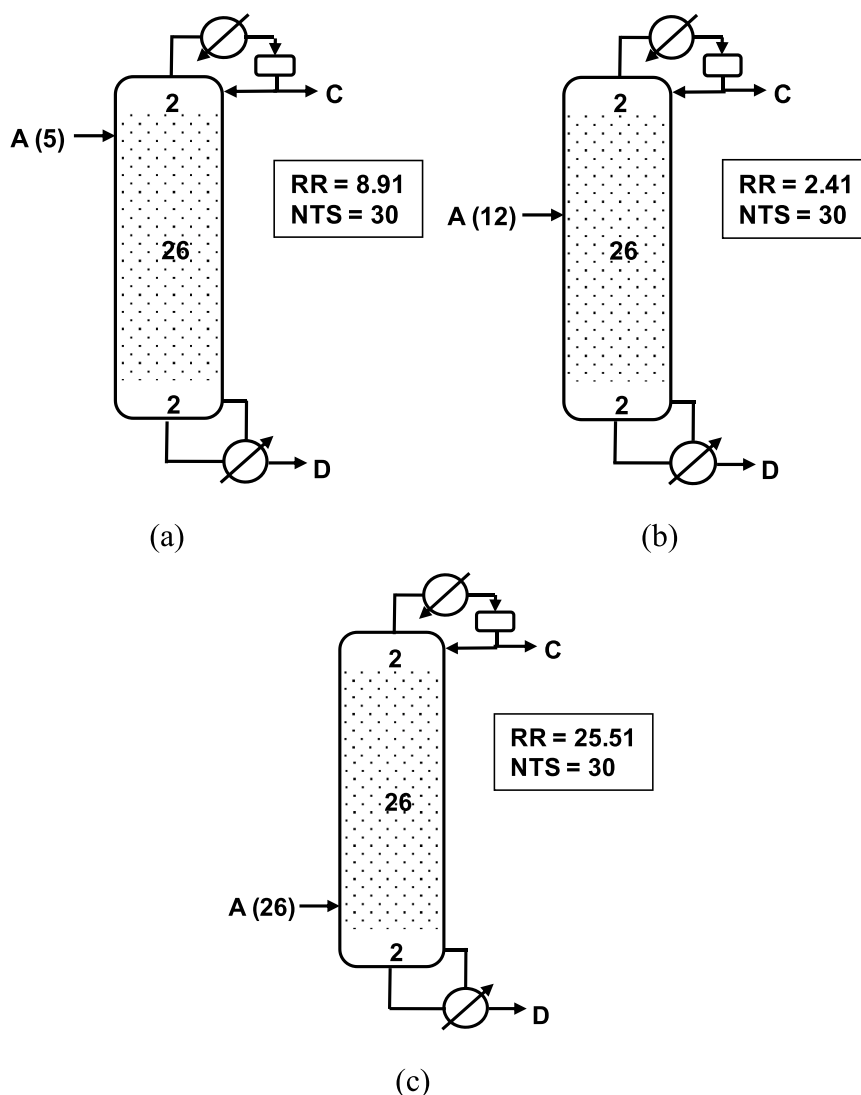 2
C
A (5)
RR = 8.91
NTS = 30
26
2
D
(a)
2
C
A (12)
RR = 2.41
NTS = 30
26
2
D
(b)
2
C
RR = 25.51
NTS = 30
26
A (26)
2
D
(c)